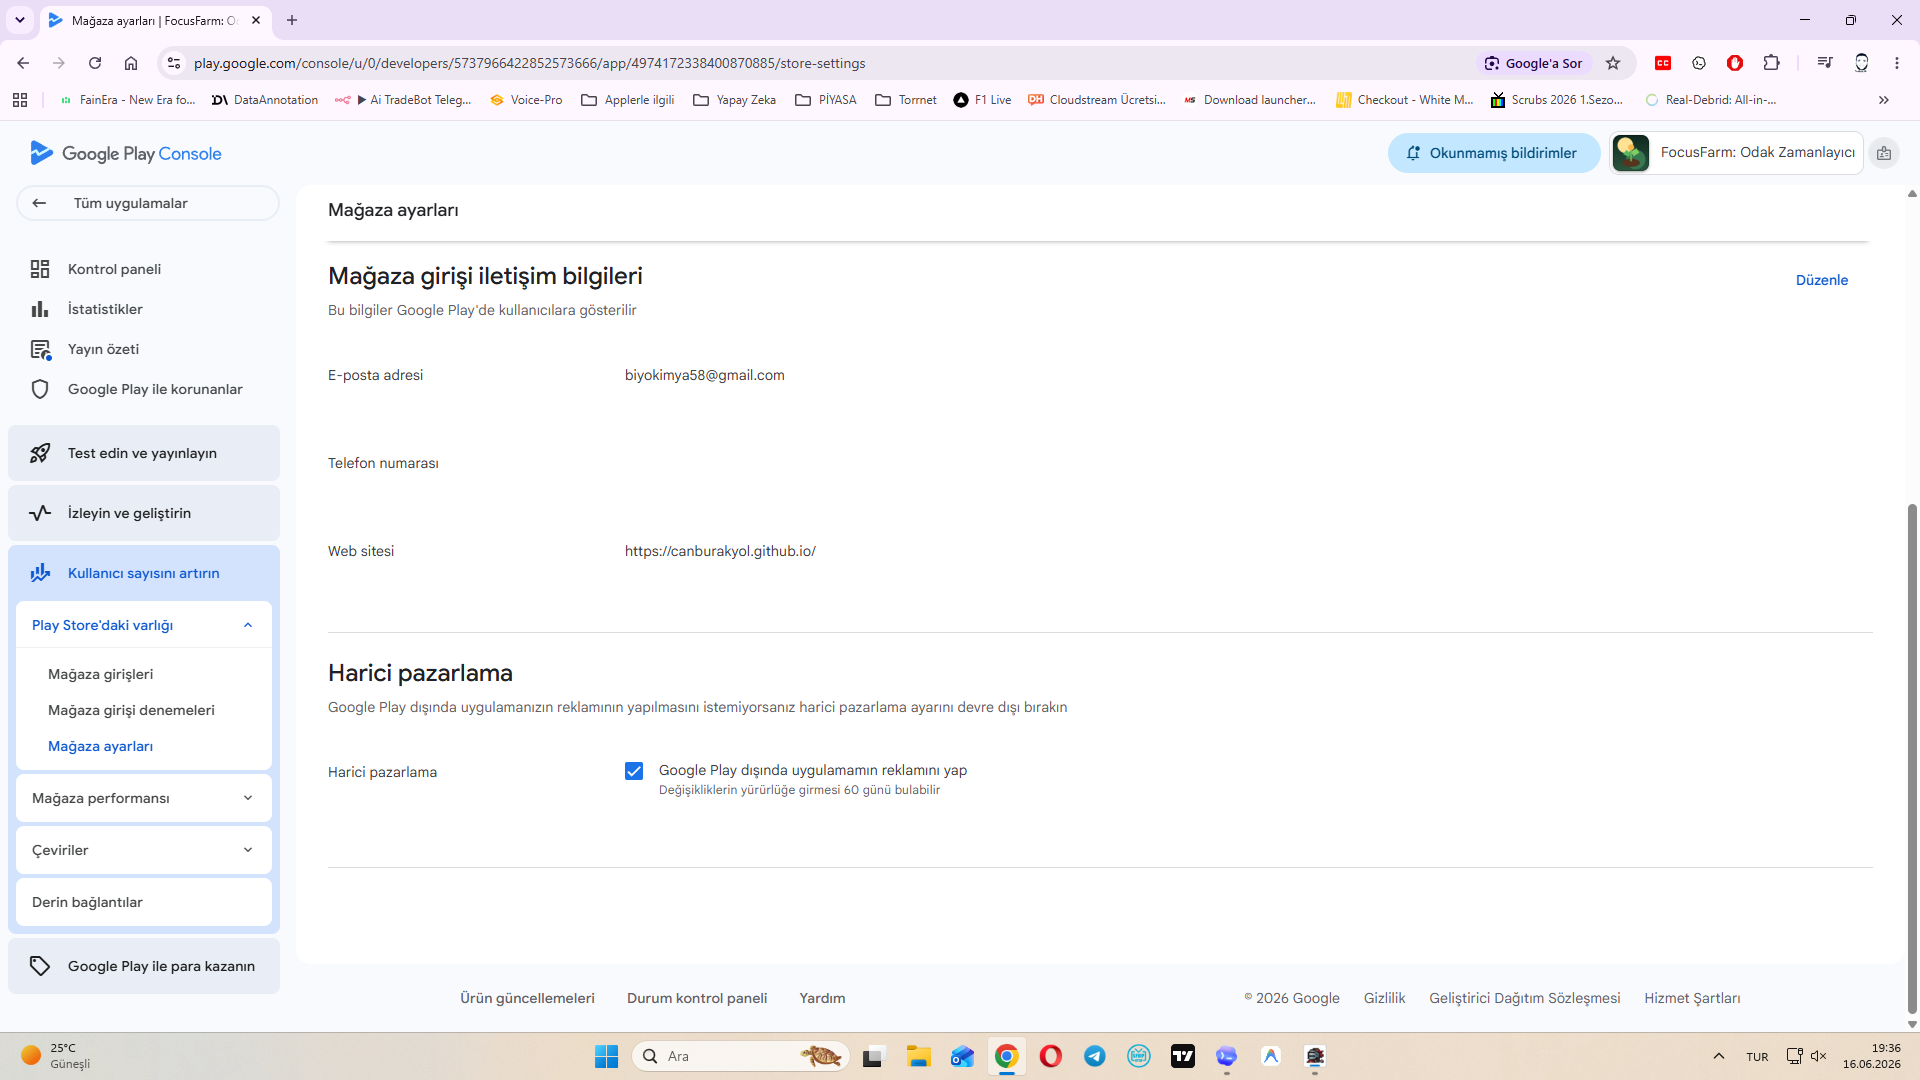 Mağaza ayarları | FocusFarm: O
play.google.com/console/u/0/developers/5737966422852573666/app/4974172338400870885/store-settings
Google'a Sor
FainEra - New Era fo...
DataAnnotation
Ai TradeBot Teleg...
Voice-Pro
Applerle ilgili
Yapay Zeka
PİYASA
Torrnet
F1 Live
Cloudstream Ücretsi...
Download launcher...
Checkout - White M...
Scrubs 2026 1.Sezo...
Real-Debrid: All-in-...
Google Play Console
Okunmamış bildirimler
FocusFarm: Odak Zamanlayıcı
Tüm uygulamalar
Kontrol paneli
İstatistikler
Yayın özeti
Google Play ile korunanlar
Test edin ve yayınlayın
İzleyin ve geliştirin
Kullanıcı sayısını artırın
Play Store'daki varlığı
Mağaza girişleri
Mağaza girişi denemeleri
Mağaza ayarları
Mağaza performansı
Çeviriler
Derin bağlantılar
Google Play ile para kazanın
Mağaza ayarları
Mağaza girişi iletişim bilgileri
Düzenle
Bu bilgiler Google Play'de kullanıcılara gösterilir
E-posta adresi
biyokimya58@gmail.com
Telefon numarası
Web sitesi
https://canburakyol.github.io/
Harici pazarlama
Google Play dışında uygulamanızın reklamının yapılmasını istemiyorsanız harici pazarlama ayarını devre dışı bırakın
Harici pazarlama
Google Play dışında uygulamamın reklamını yap
Değişikliklerin yürürlüğe girmesi 60 günü bulabilir
Ürün güncellemeleri
Durum kontrol paneli
Yardım
© 2026 Google
Gizlilik
Geliştirici Dağıtım Sözleşmesi
Hizmet Şartları
25°C
Güneşli
Ara
TUR
19:36
16.06.2026